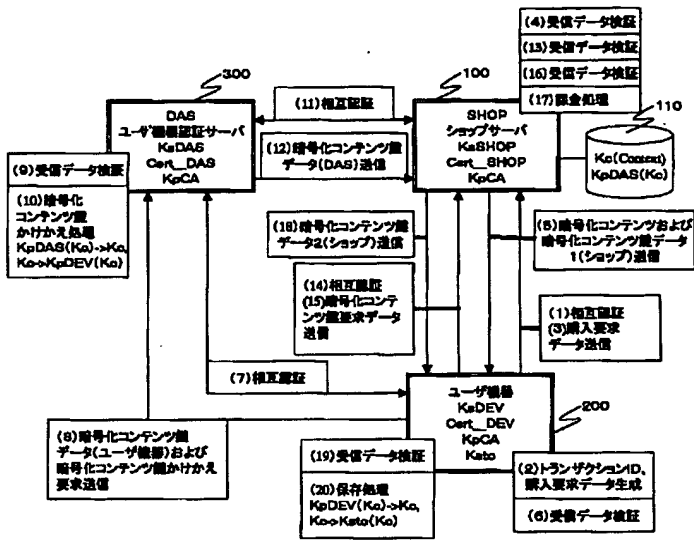 (4)受信データ検証
(13)受信データ検証
(16)受信データ検証
(17)課金処理
300
100
110
(11)相互認証
DAS
ユーザ機器認証サーバ
KsDAS
Cert__DAS
KpCA
SHOP
ショップサーバ
KsSHOP
Cert__SHOP
KpCA
Kc(Content)
KpDAS(Kc)
(12)暗号化コンテンツ鍵
データ(DAS)送信
(9)受信データ検証
(10)暗号化
コンテンツ鍵
かけかえ処理
KpDAS(Kc)->Kc,
Kc->KpDEV(Kc)
(18)暗号化コンテンツ鍵
データ2(ショップ)送信
(5)暗号化コンテンツおよび
暗号化コンテンツ鍵データ
1(ショップ)送信
(14)相互認証
(15)暗号化コンテ
ンツ鍵要求データ
送信
(1)相互認証
(3)購入要求
データ送信
(7)相互認証
ユーザ機器
KsDEV
Cert__DEV
KpCA
Ksto
200
(8)暗号化コンテンツ鍵
データ(ユーザ機器)および
暗号化コンテンツ鍵かけかえ
要求送信
(19)受信データ検証
(20)保存処理
KpDEV(Kc)->Kc,
Kc->Ksto(Kc)
(2)トランザクションID、
購入要求データ生成
(6)受信データ検証